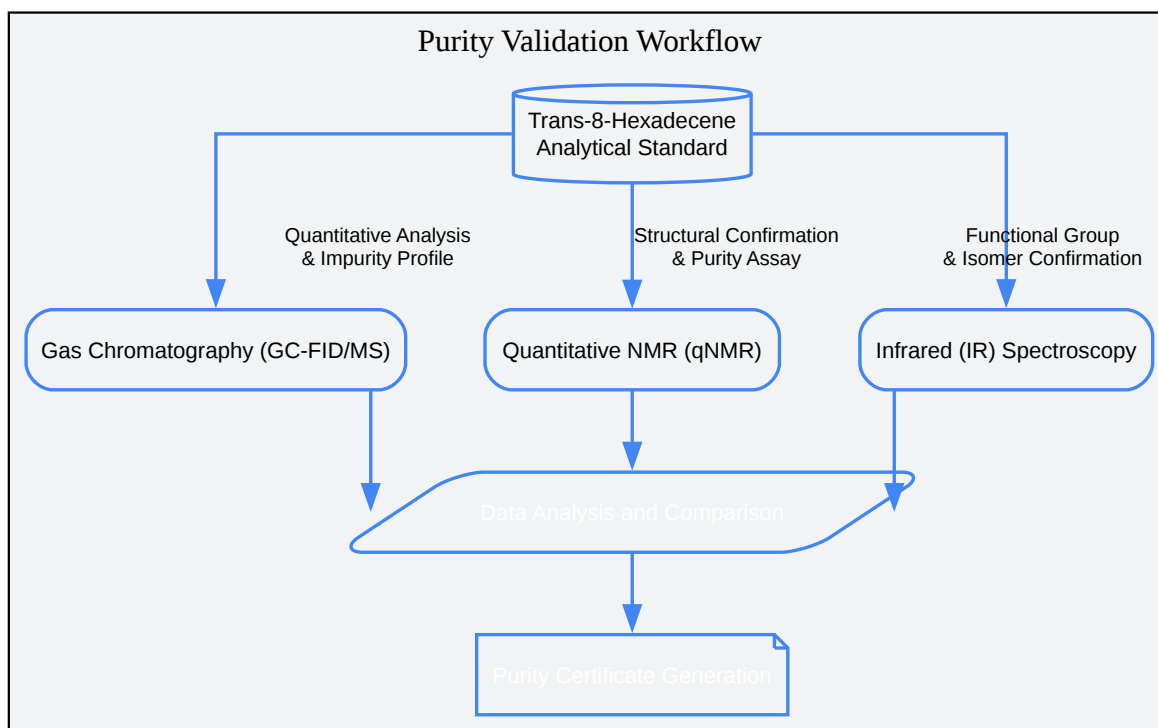 Purity Validation Workflow
Trans-8-Hexadecene
Analytical Standard
Quantitative Analysis
& Impurity Profile
Structural Confirmation
& Purity Assay
Functional Group
& Isomer Confirmation
Gas Chromatography (GC-FID/MS)
Quantitative NMR (qNMR)
Infrared (IR) Spectroscopy
Data Analysis and Comparison
Purity Certificate Generation